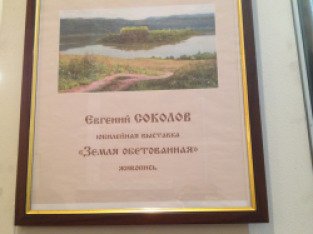 Евгений СОКОЛОВ
юбилейная выставка
«Земля обетованная»
живопись